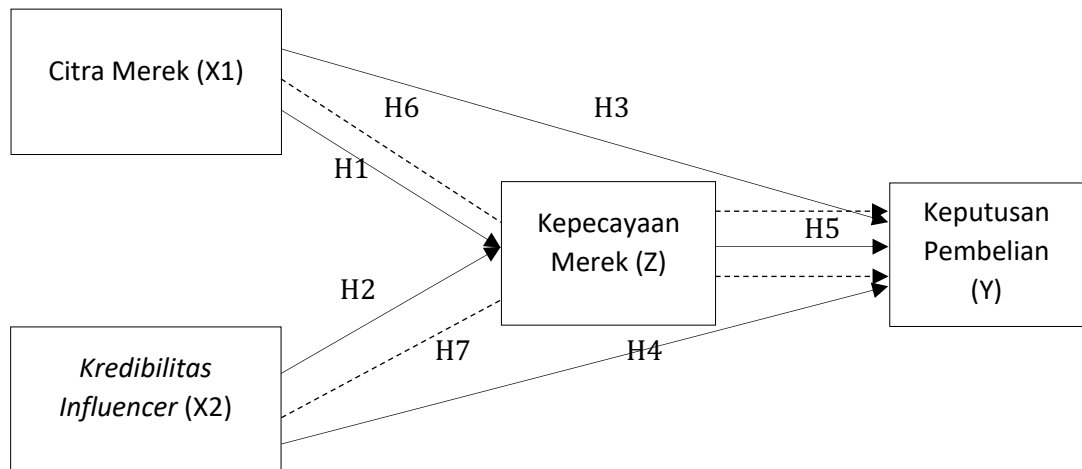 Citra Merek (X1)
H6
H3
H1
Kepecayaan
Merek (Z)
Keputusan
Pembelian
(Y)
H5
H2
H7
H4
Kredibilitas
Influencer (X2)